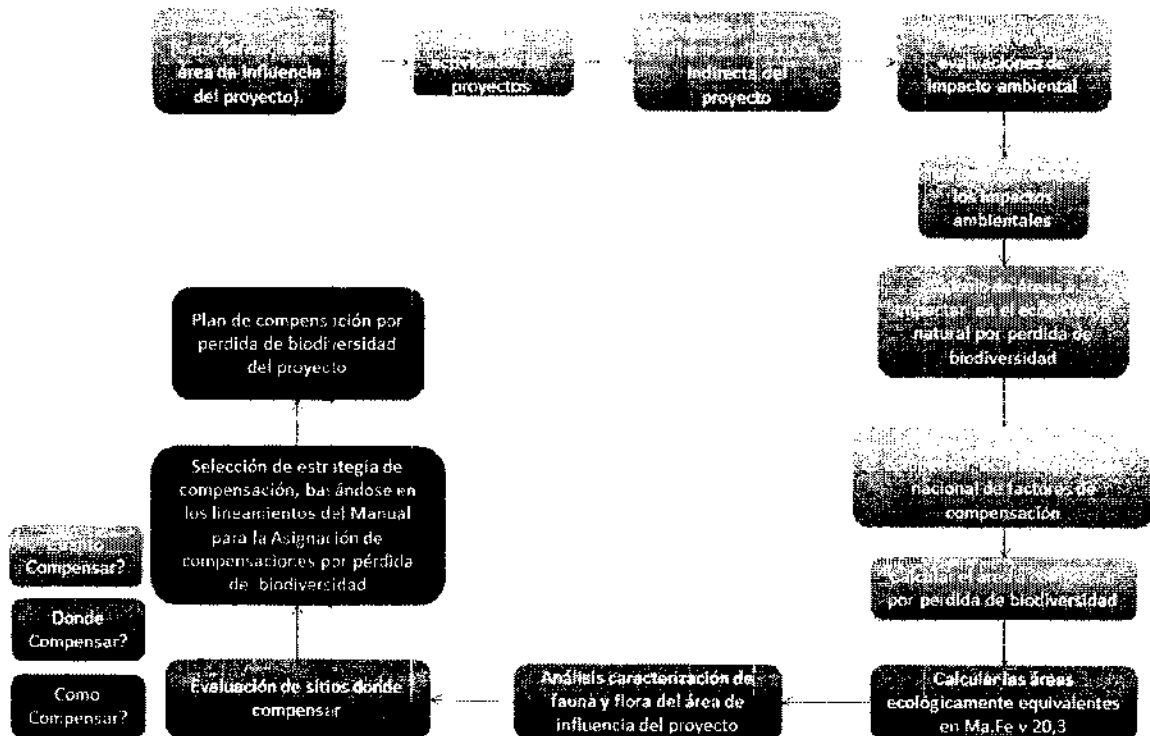 área de influencia
del proyecto).
actividades de
proyectos
indirecta del
proyecto
evaluaciones de
impacto ambiental
los impactos
ambientales
impactar en el ecosistema
natural por perdida de
biodiversidad
nacional de factores de
compensación
por perdida de biodiversidad
Calcular las áreas
ecológicamente equivalentes
en Ma.Fe v 20,3
Análisis caracterización de
fauna y flora del área de
influencia del proyecto
Evaluación de sitios donde
compensar
Selección de estrategía de
compensación, basándose en
los lineamientos del Manual
para la Asignación de
compensaciones por pérdida
de biodiversidad
Plan de compensación por
perdida de biodiversidad
del proyecto
Compensar?
Donde
Compensar?
Como
Compensar?